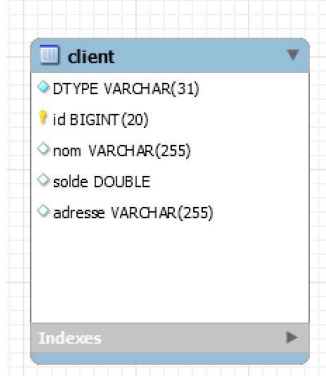 client
DTYPE VARCHAR(31)
id BIGINT(20)
nom VARCHAR(255)
solde DOUBLE
adresse VARCHAR(255)
Indexes